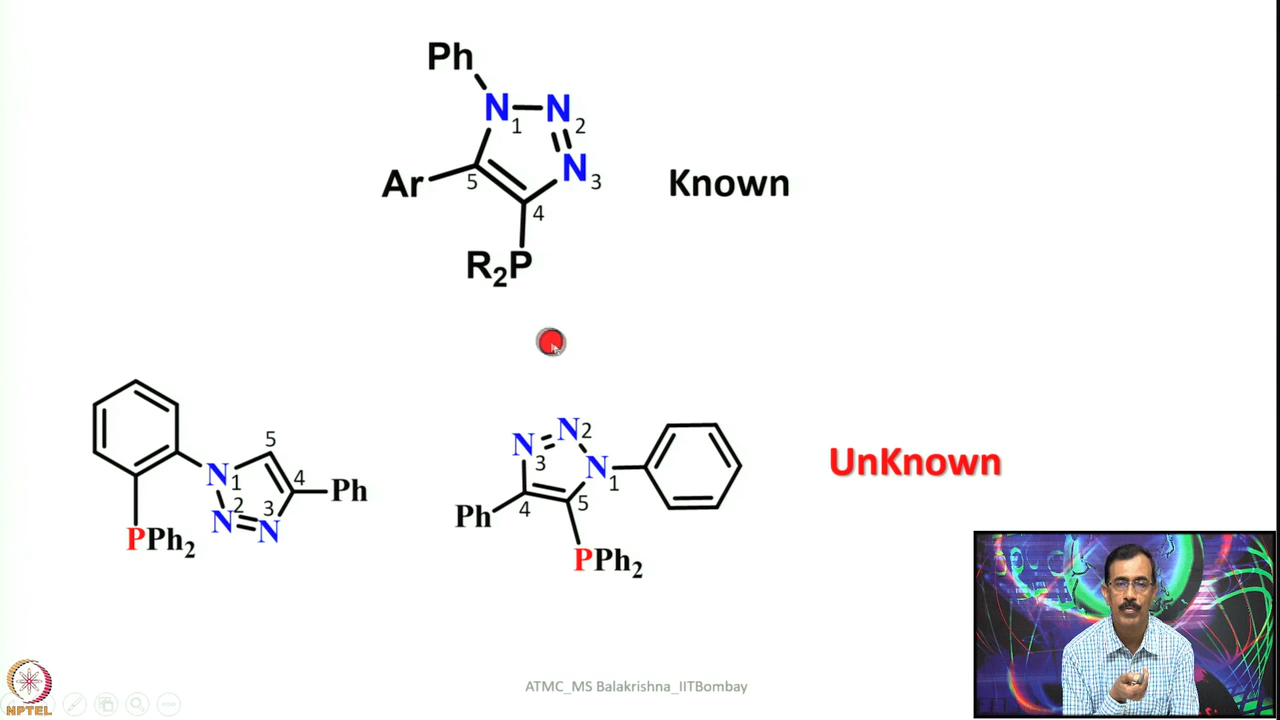 Ph
N N
1 2
Ar N
5 3
4
R2P
Known
5
N
1
4 Ph
2 3
N N
PPh2
N N2
3 N
1
Ph 4 5
PPh2
UnKnown
NPTEL
ATMC_MS Balakrishna_IITBombay